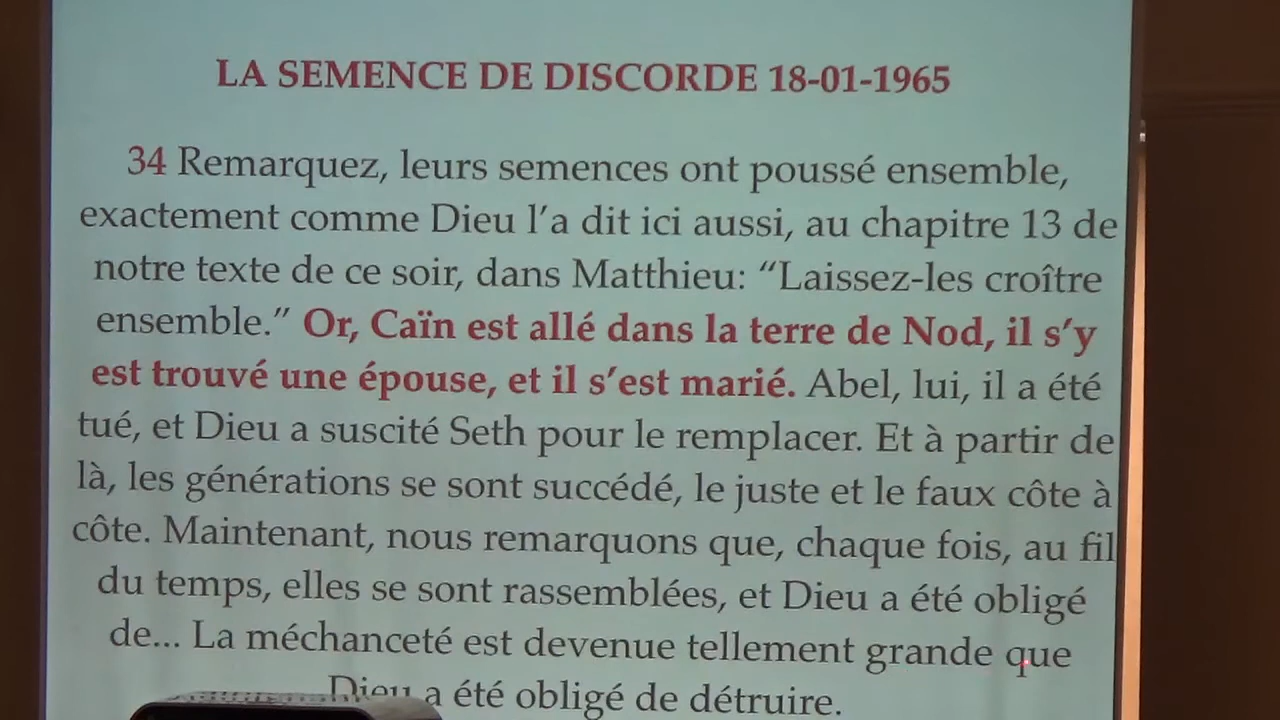 LA SEMENCE DE DISCORDE 18-01-1965
34 Remarquez, leurs semences ont poussé ensemble,
exactement comme Dieu l’a dit ici aussi, au chapitre 13 de
notre texte de ce soir, dans Matthieu: “Laissez-les croître
ensemble.” Or, Caïn est allé dans la terre de Nod, il s’y
est trouvé une épouse, et il s’est marié. Abel, lui, il a été
tué, et Dieu a suscité Seth pour le remplacer. Et à partir de
là, les générations se sont succédé, le juste et le faux côte à
côte. Maintenant, nous remarquons que, chaque fois, au fil
du temps, elles se sont rassemblées, et Dieu a été obligé
de... La méchanceté est devenue tellement grande que
Dieu a été obligé de détruire.